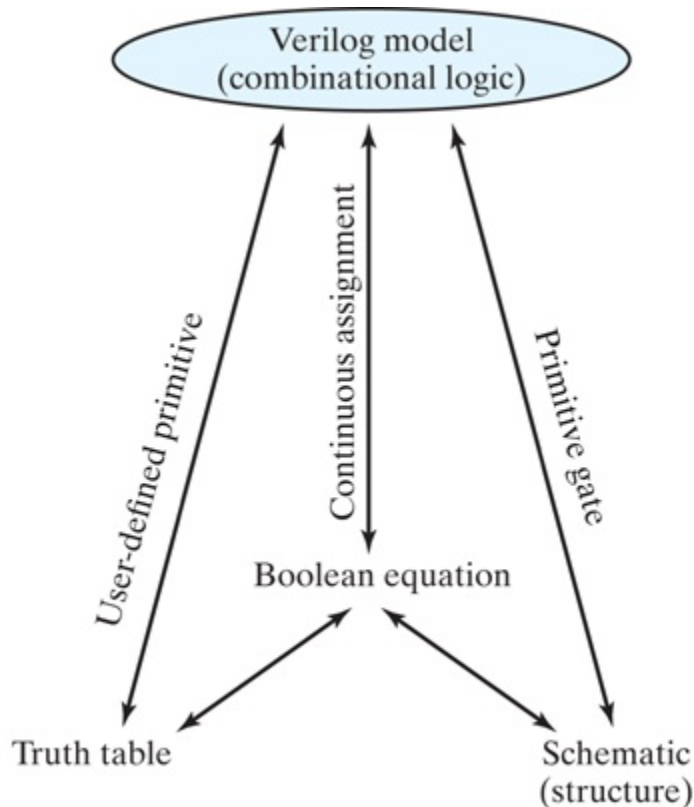 Verilog model
(combinational logic)
User-defined primitive
Continuous assignment
Primitive gate
Boolean equation
Truth table
Schematic
(structure)